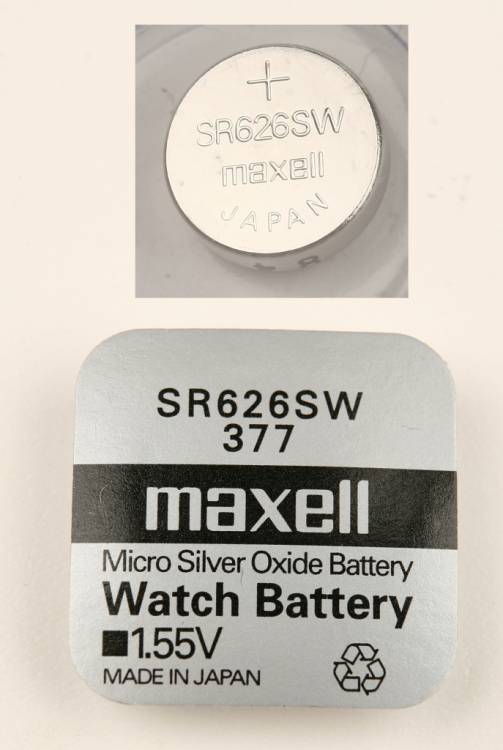 +
SR626SW
maxell
JAPAN
SR626SW
377
maxell
Micro Silver Oxide Battery
Watch Battery
1.55V
MADE IN JAPAN